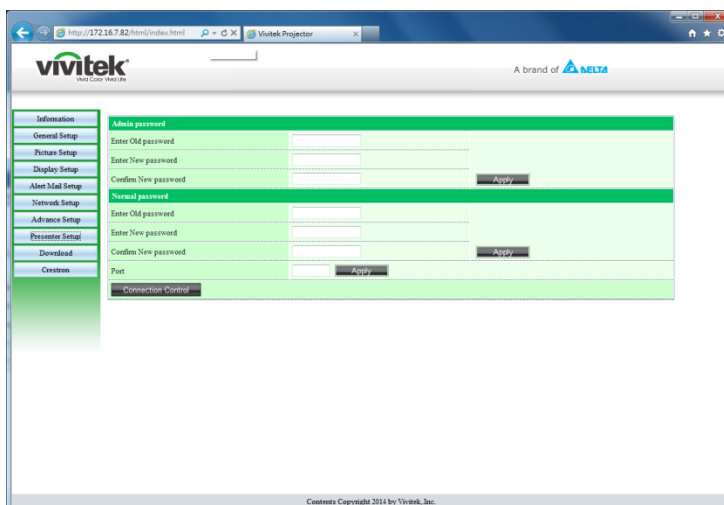 http://172.16.7.82/html/index.html
Vivitek Projector
vivitek
Vivid Color Vivid Life
A brand of DELTA
Information
General Setup
Picture Setup
Display Setup
Alert Mail Setup
Network Setup
Advance Setup
Presenter Setup
Download
Crestron
Admin password
Enter Old password
Enter New password
Confirm New password
Apply
Normal password
Enter Old password
Enter New password
Confirm New password
Apply
Port
Apply
Connection Control
Contents Copyright 2014 by Vivitek, Inc.